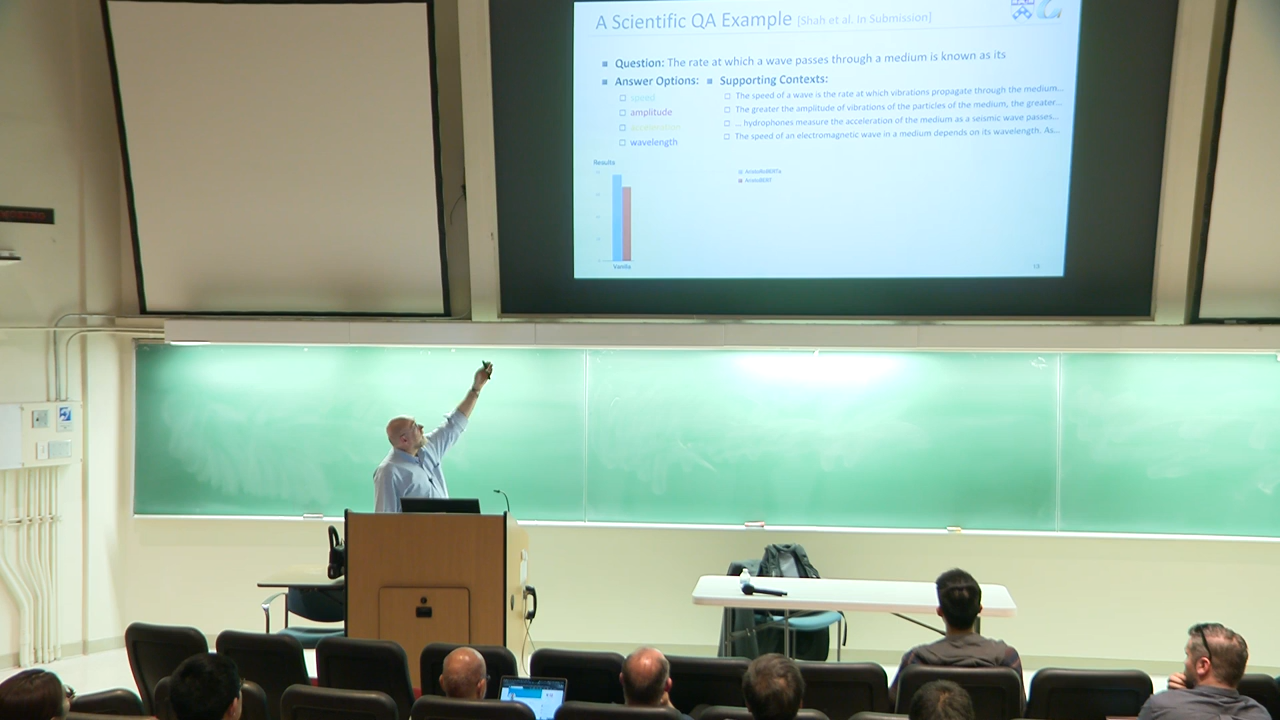 A Scientific QA Example [Shah et al. In Submission]
Question: The rate at which a wave passes through a medium is known as its
Answer Options:
speed
amplitude
acceleration
wavelength
Supporting Contexts:
The speed of a wave is the rate at which vibrations propagate through the medium...
The greater the amplitude of vibrations of the particles of the medium, the greater...
... hydrophones measure the acceleration of the medium as a seismic wave passes...
The speed of an electromagnetic wave in a medium depends on its wavelength. As...
Results
AristoRoBERTa
AristoBERT
Vanilla